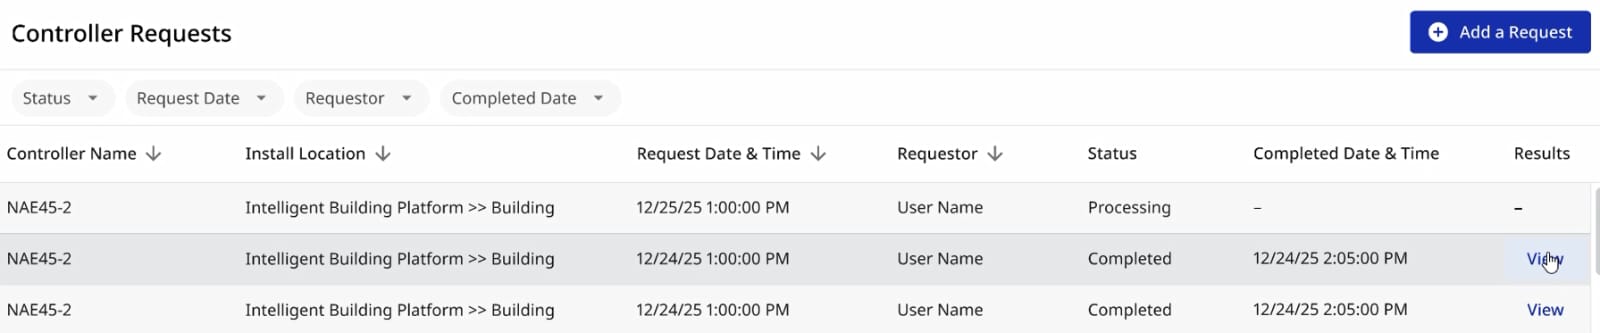 Controller Requests
Add a Request
Status Request Date Requestor Completed Date
Controller Name Install Location Request Date & Time Requestor Status Completed Date & Time Results
NAE45-2 Intelligent Building Platform >> Building 12/25/25 1:00:00 PM User Name Processing – –
NAE45-2 Intelligent Building Platform >> Building 12/24/25 1:00:00 PM User Name Completed 12/24/25 2:05:00 PM View
NAE45-2 Intelligent Building Platform >> Building 12/24/25 1:00:00 PM User Name Completed 12/24/25 2:05:00 PM View